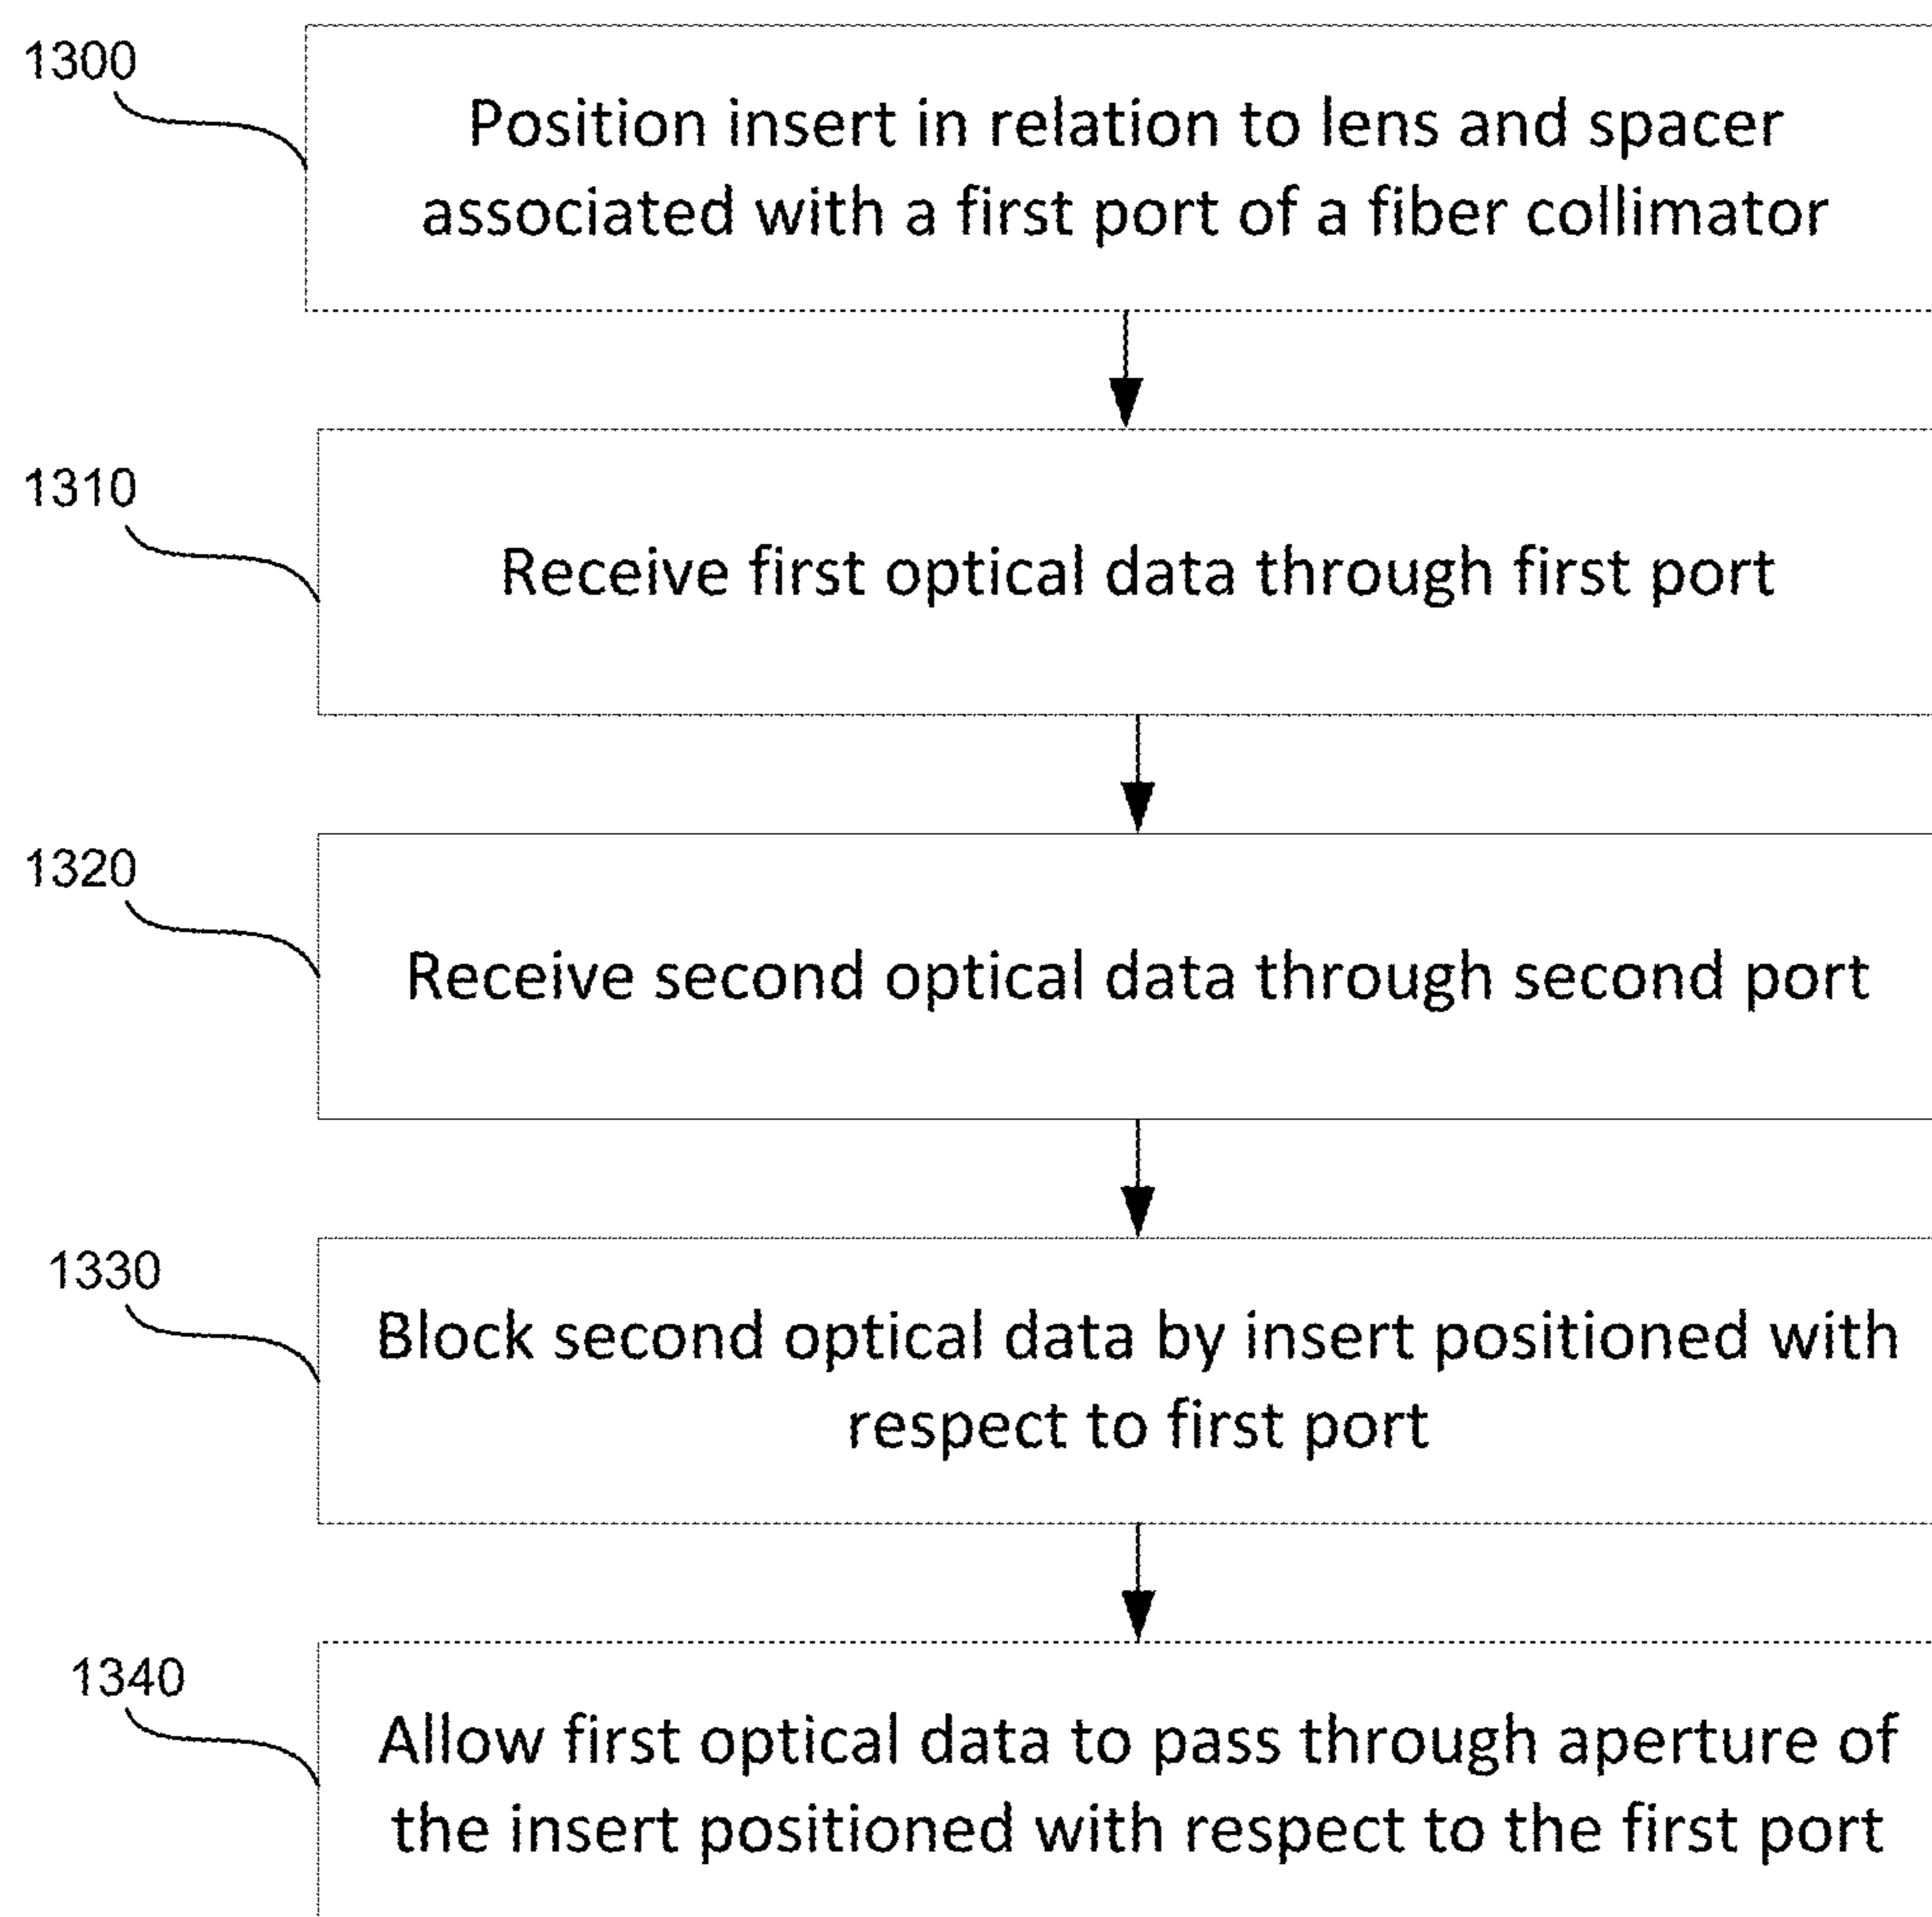 1300
Position insert in relation to lens and spacer
associated with a first port of a fiber collimator
1310
Receive first optical data through first port
1320
Receive second optical data through second port
1330
Block second optical data by insert positioned with
respect to first port
1340
Allow first optical data to pass through aperture of
the insert positioned with respect to the first port